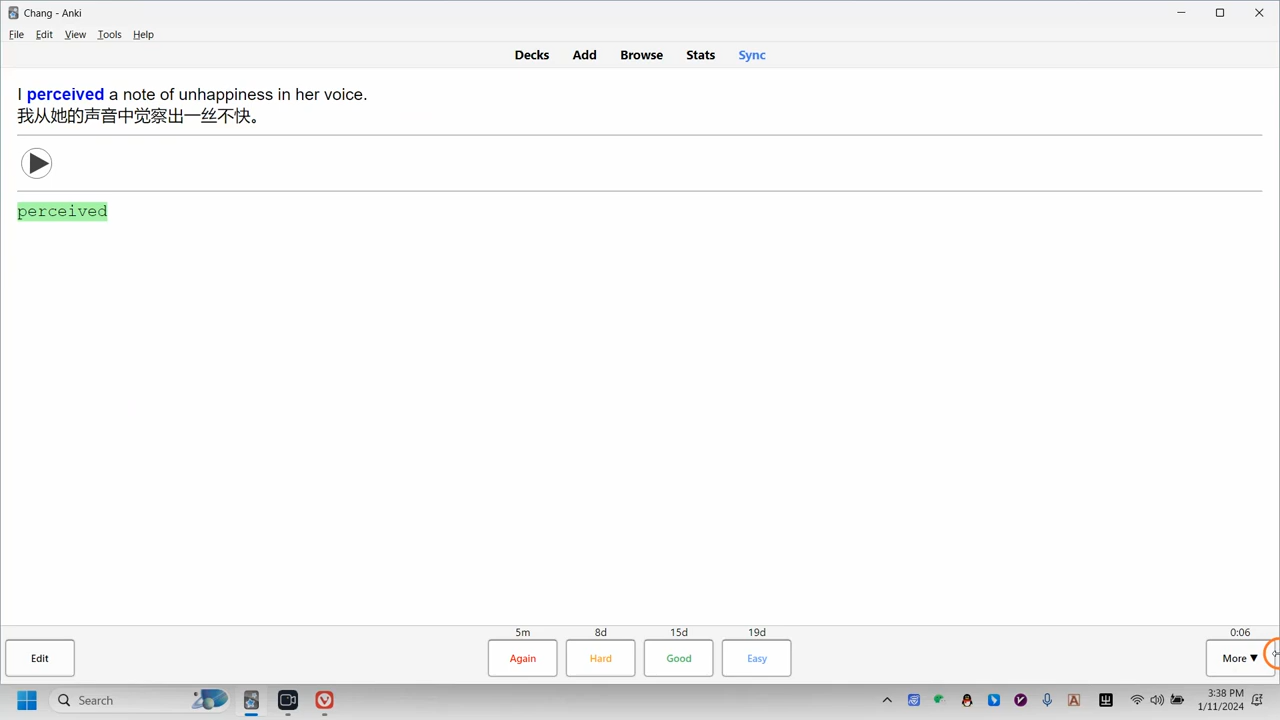 Chang - Anki
File Edit View Tools Help
Decks Add Browse Stats Sync
I perceived a note of unhappiness in her voice.
我从她的声音中觉察出一丝不快。
perceived
5m 8d 15d 19d 0:06
Edit Again Hard Good Easy More ▼
Search
3:38 PM
1/11/2024